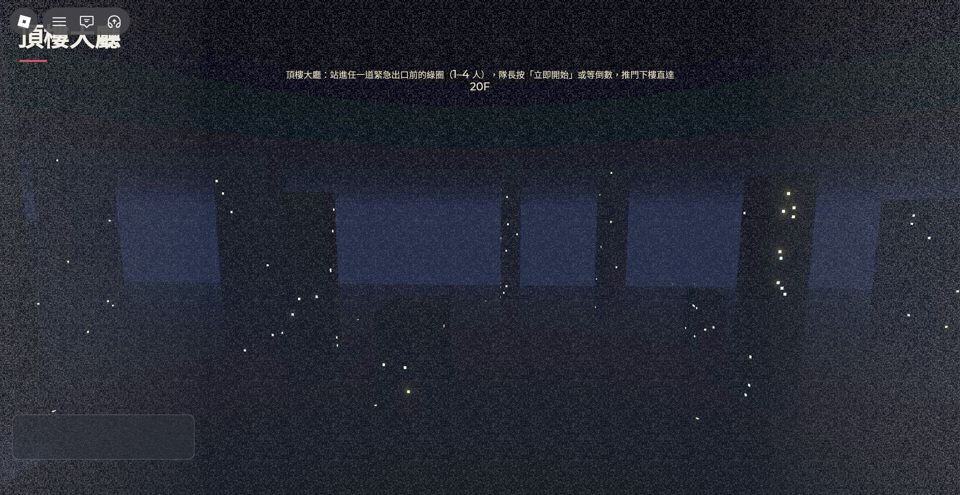 頂樓大廳
頂樓大廳：站進任一道緊急出口前的綠圈（1–4 人），隊長按「立即開始」或等倒數，推門下樓直達
20F